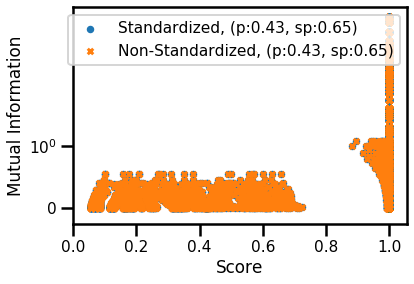 Standardized, (p:0.43, sp:0.65)
Non-Standardized, (p:0.43, sp:0.65)
Mutual Information
10⁰
0
0.0 0.2 0.4 0.6 0.8 1.0
Score